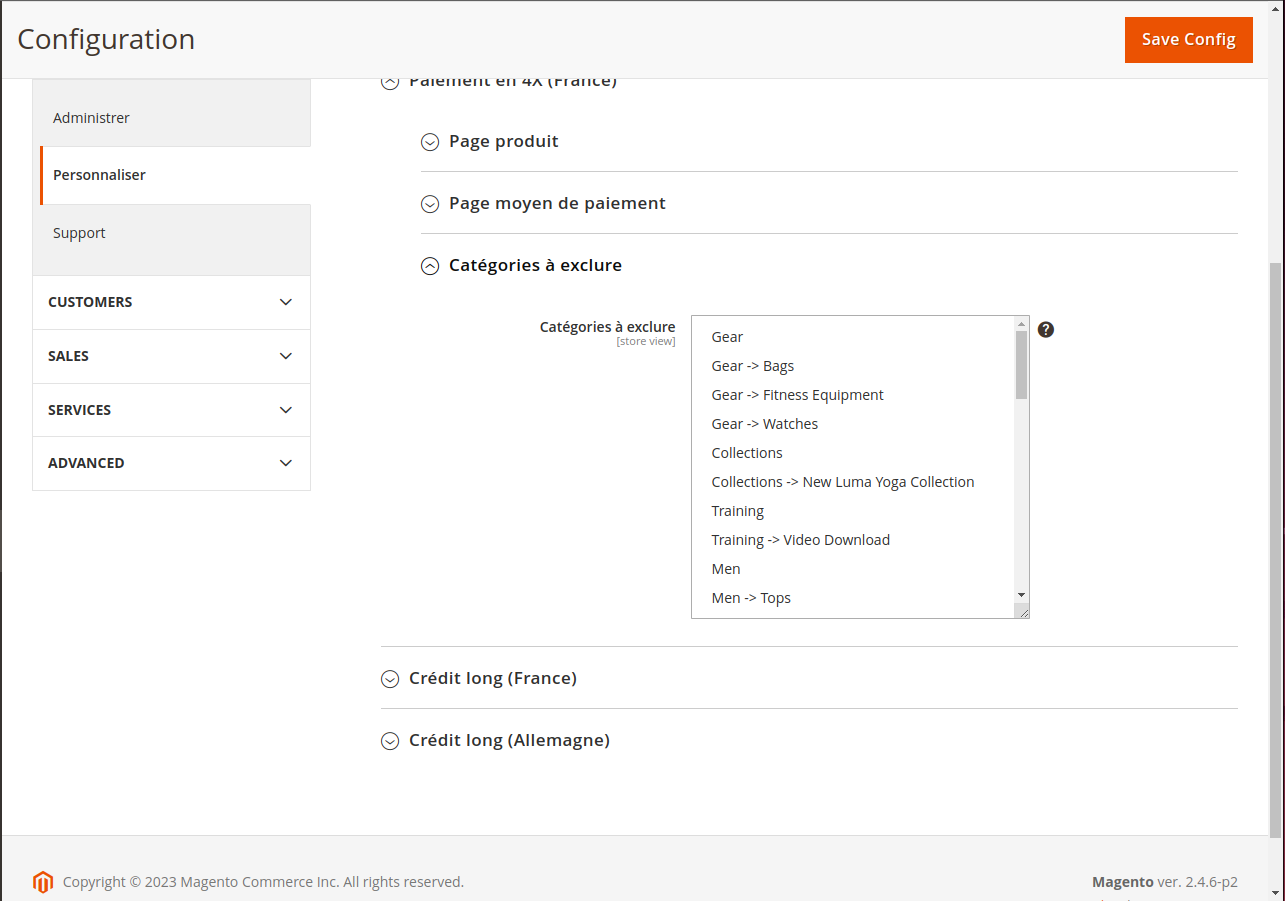 Configuration
Save Config
Paiement en 4X (France)
Administrer
Personnaliser
Support
CUSTOMERS
SALES
SERVICES
ADVANCED
Page produit
Page moyen de paiement
Catégories à exclure
Catégories à exclure
[store view]
Gear
Gear -> Bags
Gear -> Fitness Equipment
Gear -> Watches
Collections
Collections -> New Luma Yoga Collection
Training
Training -> Video Download
Men
Men -> Tops
Crédit long (France)
Crédit long (Allemagne)
Copyright © 2023 Magento Commerce Inc. All rights reserved.
Magento ver. 2.4.6-p2